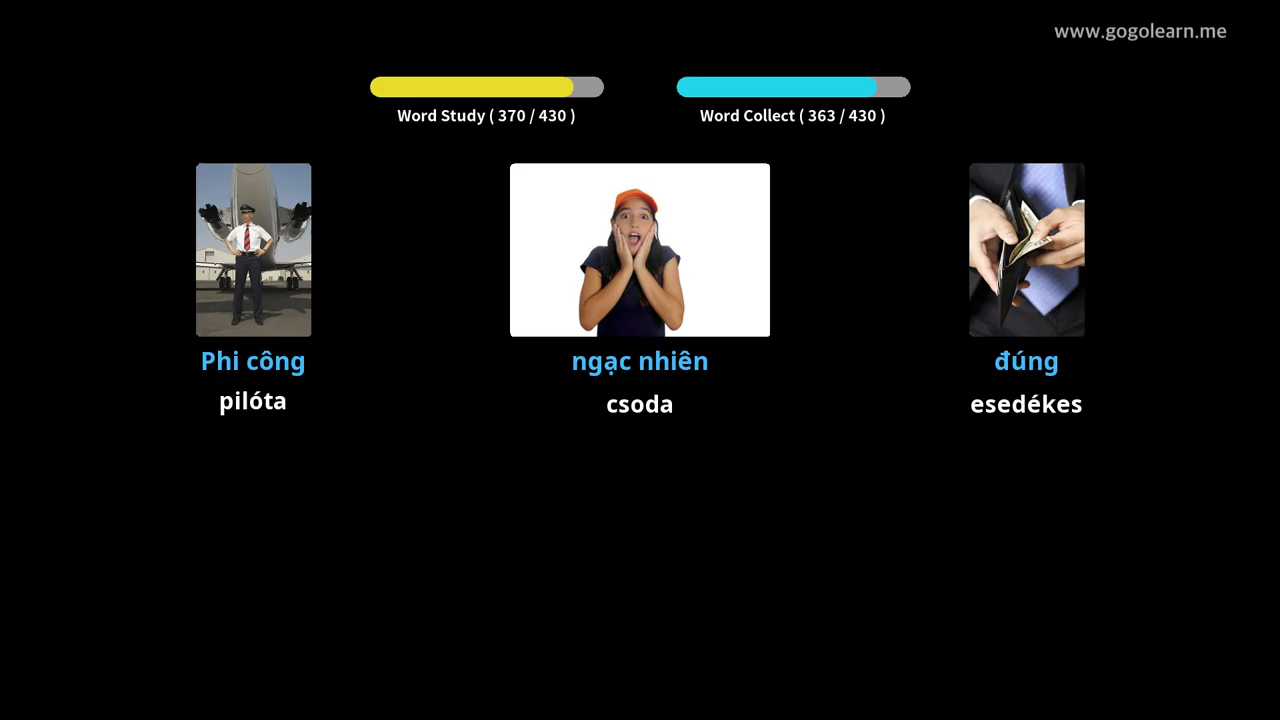 www.gogolearn.me
Word Study ( 370 / 430 )
Word Collect ( 363 / 430 )
Phi công
pilóta
ngạc nhiên
csoda
đúng
esedékes